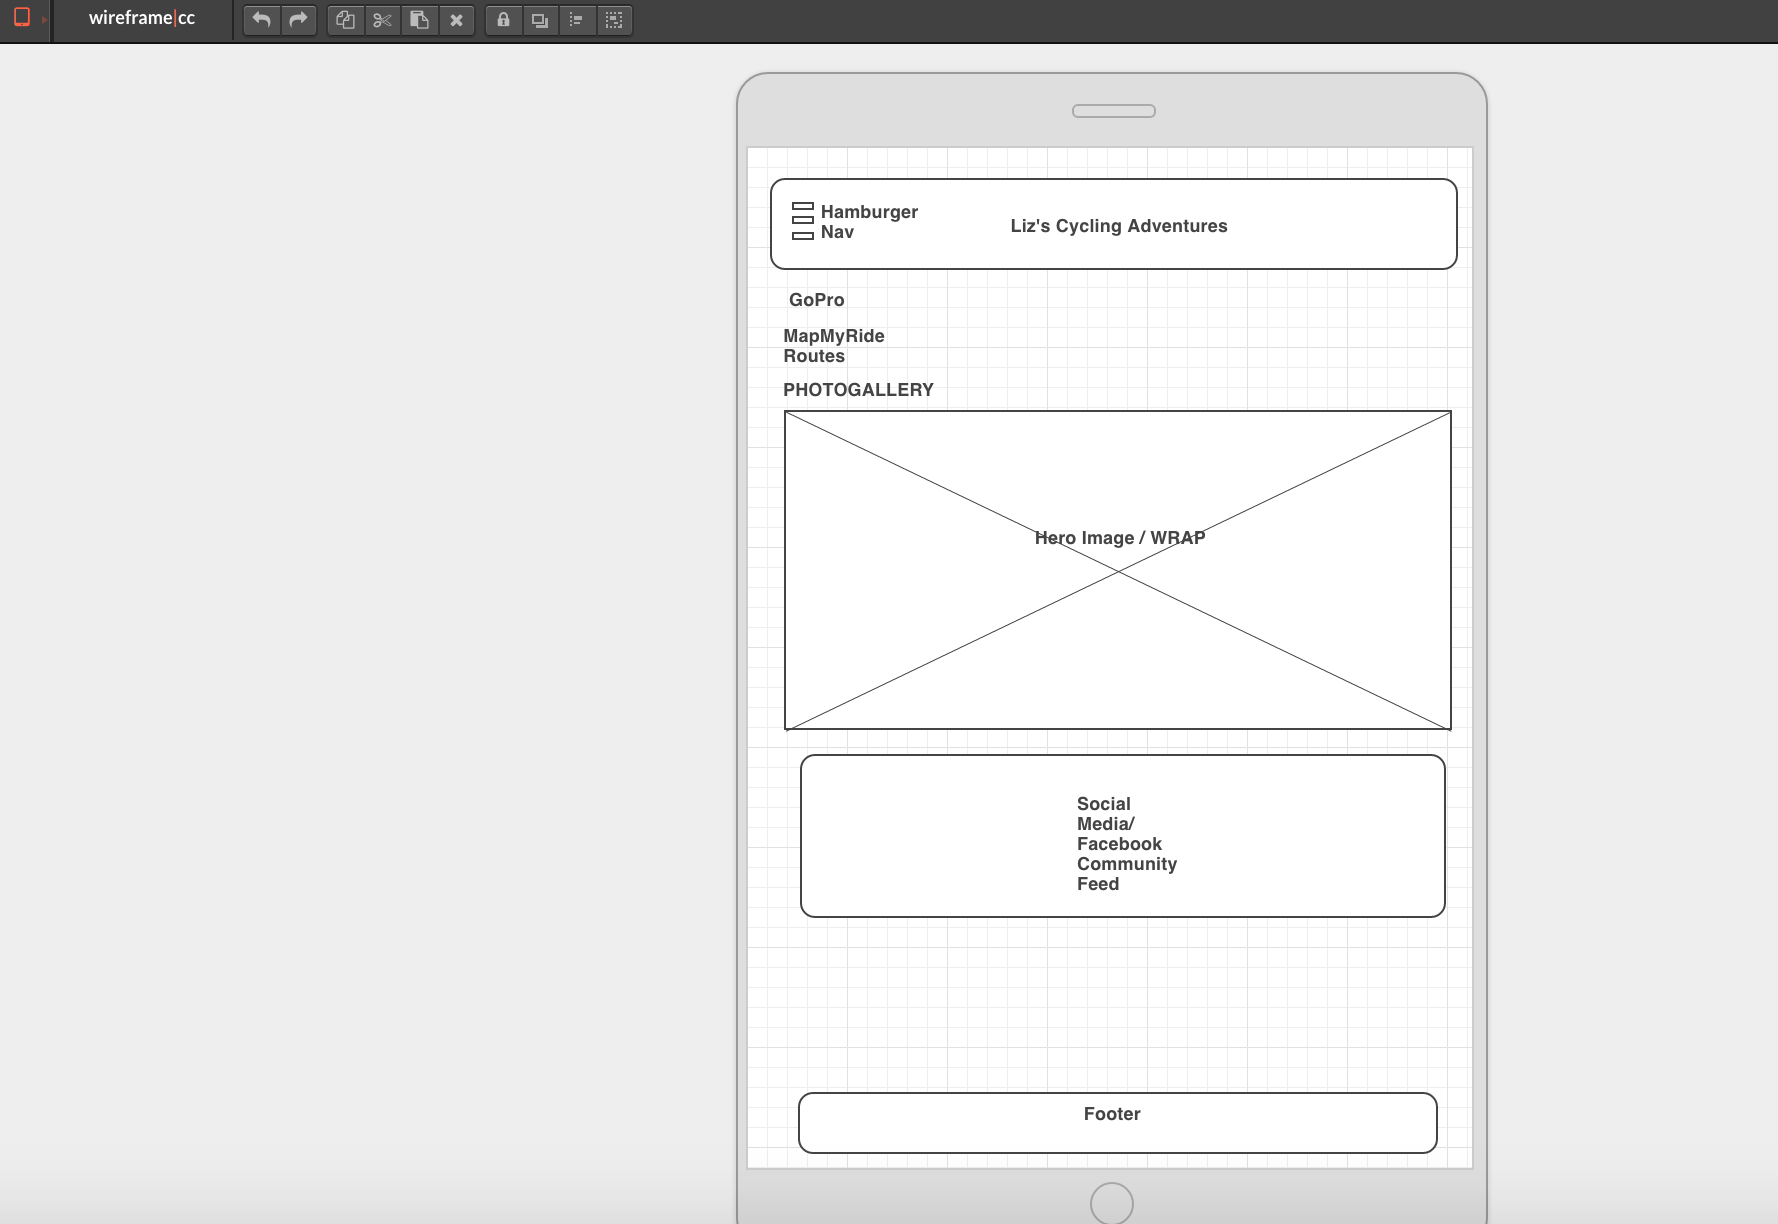 wireframe|cc
Hamburger
Nav
Liz's Cycling Adventures
GoPro
MapMyRide
Routes
PHOTOGALLERY
Hero Image / WRAP
Social
Media/
Facebook
Community
Feed
Footer